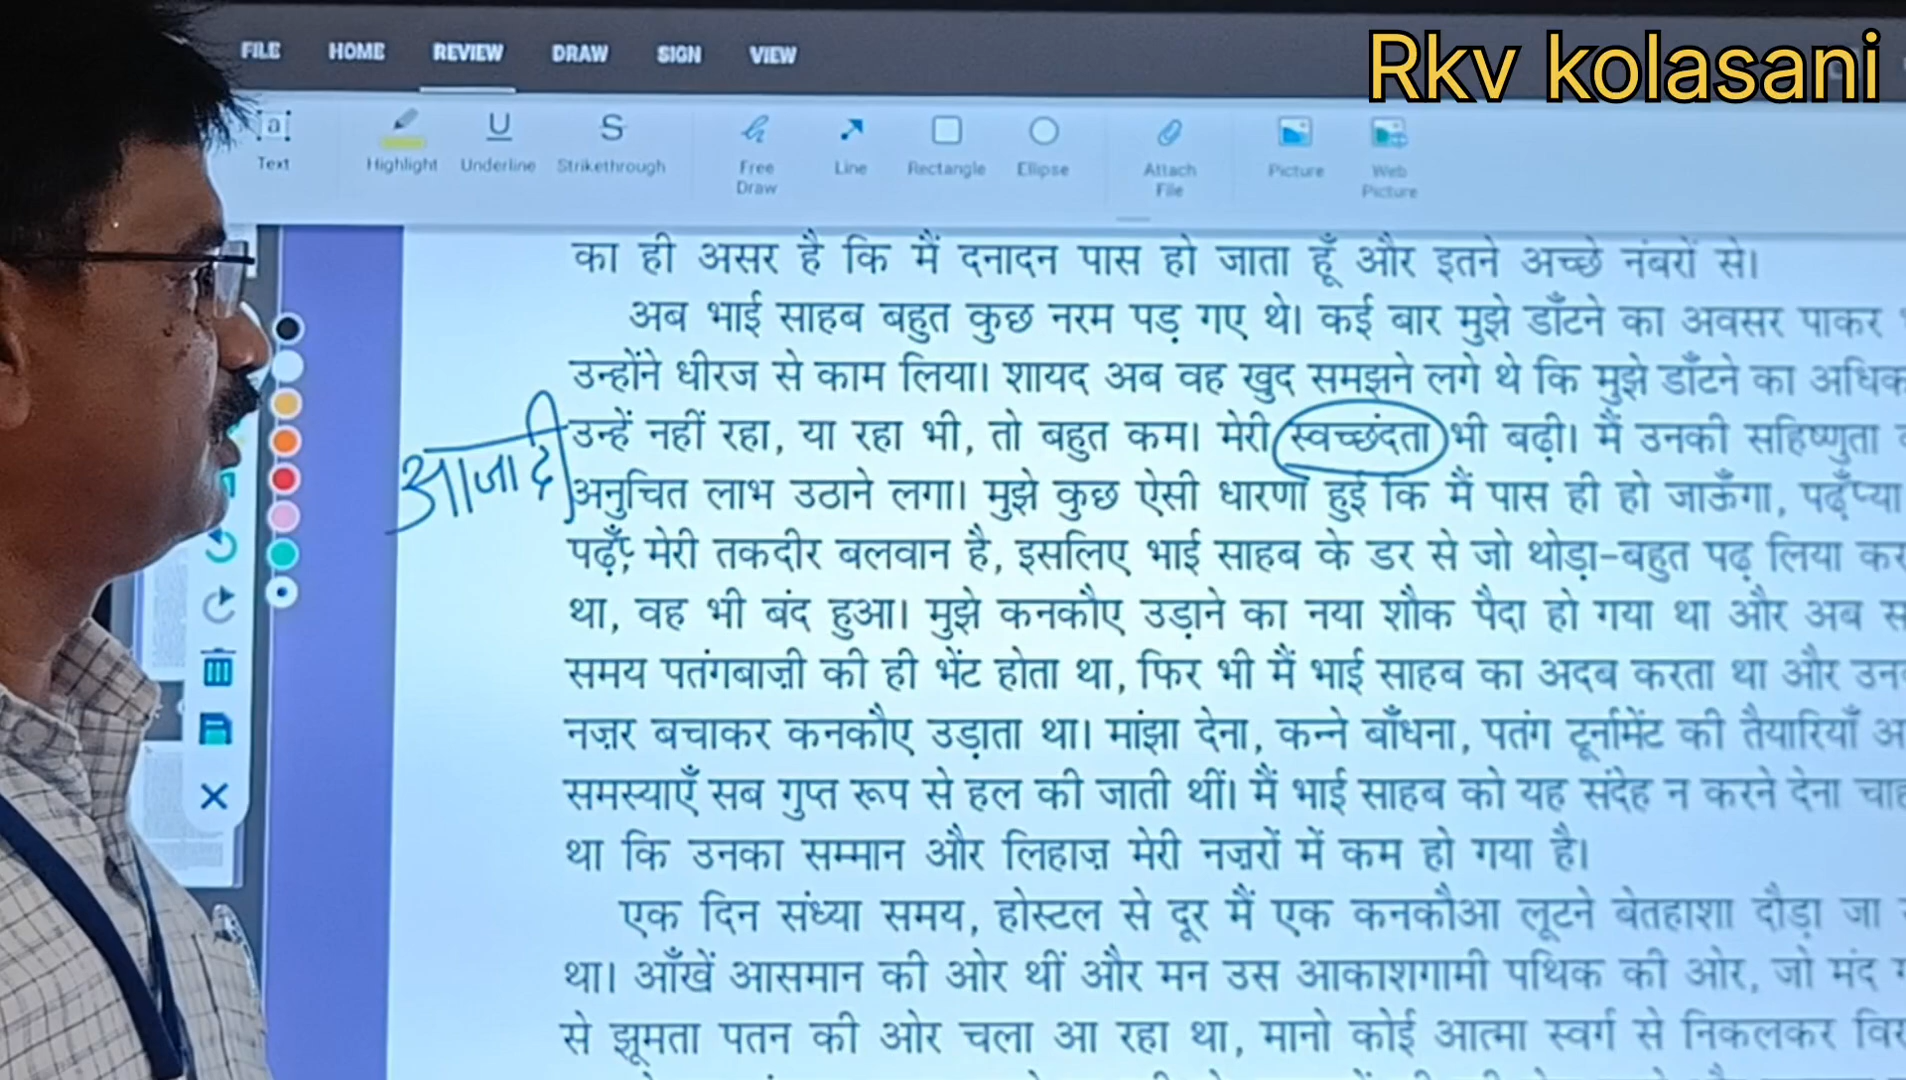 Rkv kolasani
FILE HOME REVIEW DRAW SIGN VIEW
Text Highlight Underline Strikethrough Free Draw Line Rectangle Ellipse Attach File Picture Web Picture
का ही असर है कि मैं दनादन पास हो जाता हूँ और इतने अच्छे नंबरों से।
अब भाई साहब बहुत कुछ नरम पड़ गए थे। कई बार मुझे डाँटने का अवसर पाकर
उन्होंने धीरज से काम लिया। शायद अब वह खुद समझने लगे थे कि मुझे डाँटने का अधिक
उन्हें नहीं रहा, या रहा भी, तो बहुत कम। मेरी स्वच्छंदता भी बढ़ी। मैं उनकी सहिष्णुता
आजादी
अनुचित लाभ उठाने लगा। मुझे कुछ ऐसी धारणा हुई कि मैं पास ही हो जाऊँगा, पढ़ूँ या
पढ़ूँ; मेरी तकदीर बलवान है, इसलिए भाई साहब के डर से जो थोड़ा-बहुत पढ़ लिया कर
था, वह भी बंद हुआ। मुझे कनकौए उड़ाने का नया शौक पैदा हो गया था और अब स
समय पतंगबाज़ी की ही भेंट होता था, फिर भी मैं भाई साहब का अदब करता था और उन
नज़र बचाकर कनकौए उड़ाता था। मांझा देना, कन्ने बाँधना, पतंग टूर्नामेंट की तैयारियाँ अ
समस्याएँ सब गुप्त रूप से हल की जाती थीं। मैं भाई साहब को यह संदेह न करने देना चाह
था कि उनका सम्मान और लिहाज़ मेरी नज़रों में कम हो गया है।
एक दिन संध्या समय, होस्टल से दूर मैं एक कनकौआ लूटने बेतहाशा दौड़ा जा
था। आँखें आसमान की ओर थीं और मन उस आकाशगामी पथिक की ओर, जो मंद
से झूमता पतन की ओर चला आ रहा था, मानो कोई आत्मा स्वर्ग से निकलकर विर